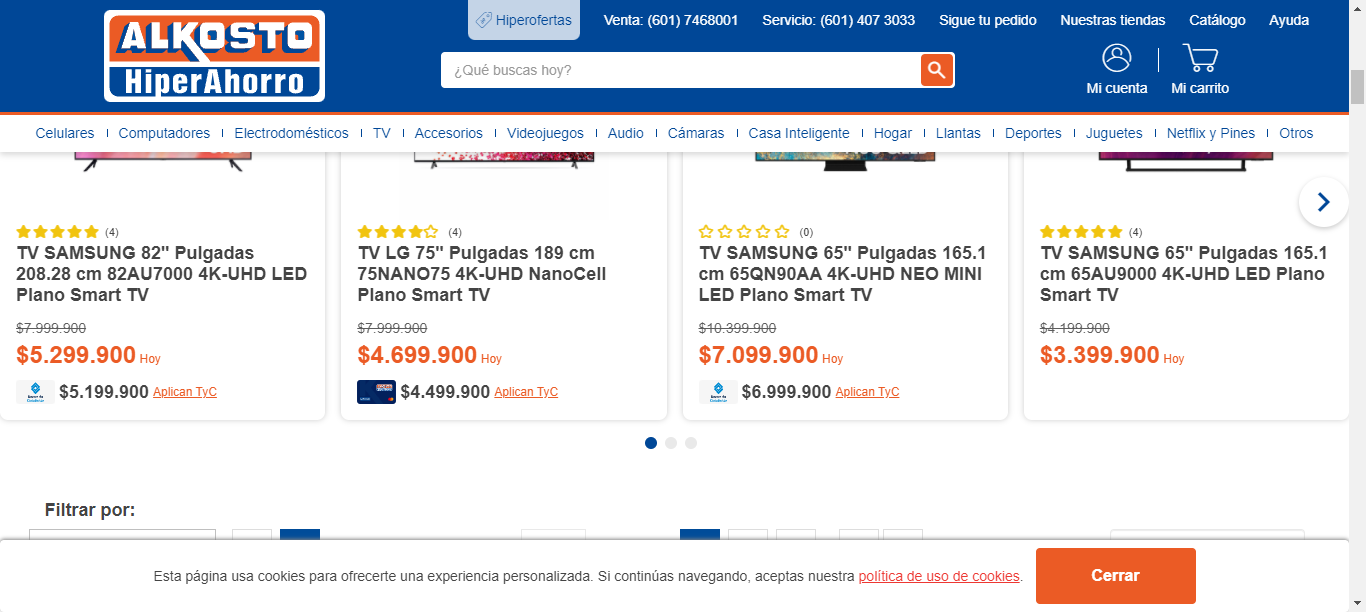 Hiperofertas
Venta: (601) 7468001
Servicio: (601) 407 3033
Sigue tu pedido
Nuestras tiendas
Catálogo
Ayuda
ALKOSTO
HiperAhorro
¿Qué buscas hoy?
Mi cuenta
Mi carrito
Celulares
Computadores
Electrodomésticos
TV
Accesorios
Videojuegos
Audio
Cámaras
Casa Inteligente
Hogar
Llantas
Deportes
Juguetes
Netflix y Pines
Otros
(4)
TV SAMSUNG 82" Pulgadas
208.28 cm 82AU7000 4K-UHD LED
Plano Smart TV
$7.999.900
$5.299.900 Hoy
$5.199.900 Aplican TyC
(4)
TV LG 75" Pulgadas 189 cm
75NANO75 4K-UHD NanoCell
Plano Smart TV
$7.999.900
$4.699.900 Hoy
$4.499.900 Aplican TyC
(0)
TV SAMSUNG 65" Pulgadas 165.1
cm 65QN90AA 4K-UHD NEO MINI
LED Plano Smart TV
$10.399.900
$7.099.900 Hoy
$6.999.900 Aplican TyC
(4)
TV SAMSUNG 65" Pulgadas 165.1
cm 65AU9000 4K-UHD LED Plano
Smart TV
$4.199.900
$3.399.900 Hoy
Filtrar por:
Esta página usa cookies para ofrecerte una experiencia personalizada. Si continúas navegando, aceptas nuestra política de uso de cookies.
Cerrar